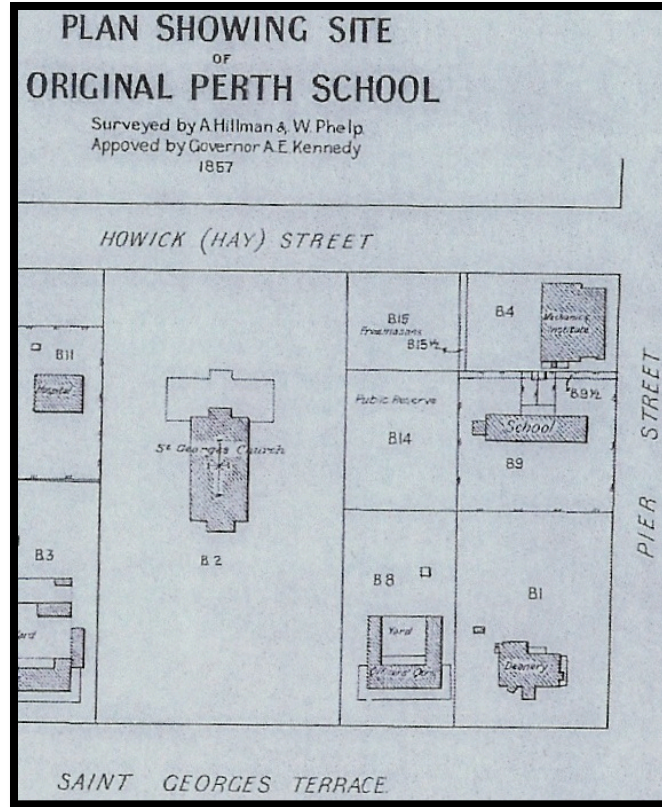 PLAN SHOWING SITE
OF
ORIGINAL PERTH SCHOOL
Surveyed by A Hillman & W. Phelp
Appoved by Governor A.E. Kennedy
1857
HOWICK (HAY) STREET
B15
Freemasons
B15½
B4
Mechanics
Institute
B11
Hospital
Public Reserve
B14
B9½
School
B9
St Georges Church
PIER STREET
B3
B2
B8
B1
Yard
Deanery
SAINT GEORGES TERRACE